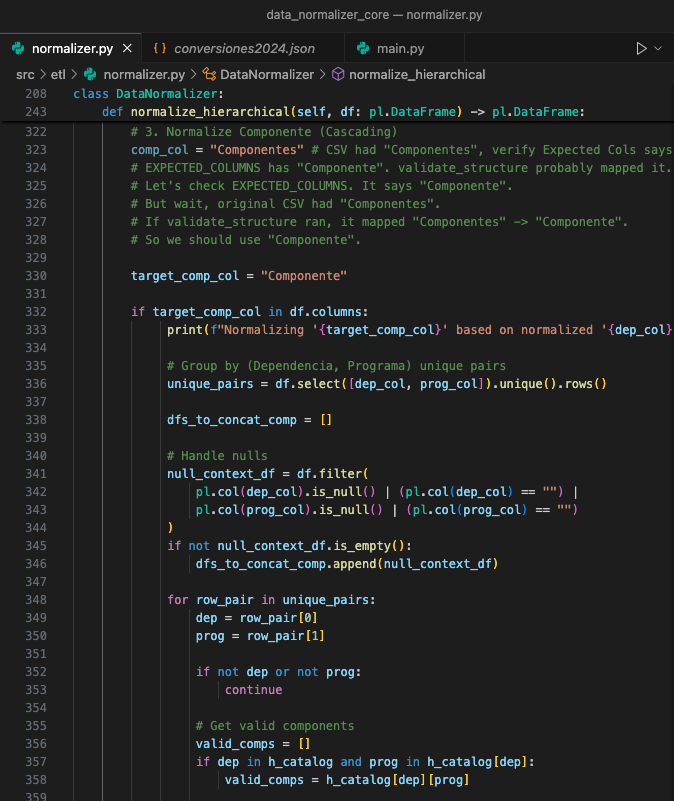 data_normalizer_core — normalizer.py
normalizer.py × {} conversiones2024.json main.py
src > etl > normalizer.py > DataNormalizer > normalize_hierarchical
208 class DataNormalizer:
243 def normalize_hierarchical(self, df: pl.DataFrame) -> pl.DataFrame:
322 # 3. Normalize Componente (Cascading)
323 comp_col = "Componentes" # CSV had "Componentes", verify Expected Cols says
324 # EXPECTED_COLUMNS has "Componente". validate_structure probably mapped it.
325 # Let's check EXPECTED_COLUMNS. It says "Componente".
326 # But wait, original CSV had "Componentes".
327 # If validate_structure ran, it mapped "Componentes" -> "Componente".
328 # So we should use "Componente".
329
330 target_comp_col = "Componente"
331
332 if target_comp_col in df.columns:
333 print(f"Normalizing '{target_comp_col}' based on normalized '{dep_col}
334
335 # Group by (Dependencia, Programa) unique pairs
336 unique_pairs = df.select([dep_col, prog_col]).unique().rows()
337
338 dfs_to_concat_comp = []
339
340 # Handle nulls
341 null_context_df = df.filter(
342 pl.col(dep_col).is_null() | (pl.col(dep_col) == "") |
343 pl.col(prog_col).is_null() | (pl.col(prog_col) == "")
344 )
345 if not null_context_df.is_empty():
346 dfs_to_concat_comp.append(null_context_df)
347
348 for row_pair in unique_pairs:
349 dep = row_pair[0]
350 prog = row_pair[1]
351
352 if not dep or not prog:
353 continue
354
355 # Get valid components
356 valid_comps = []
357 if dep in h_catalog and prog in h_catalog[dep]:
358 valid_comps = h_catalog[dep][prog]
359